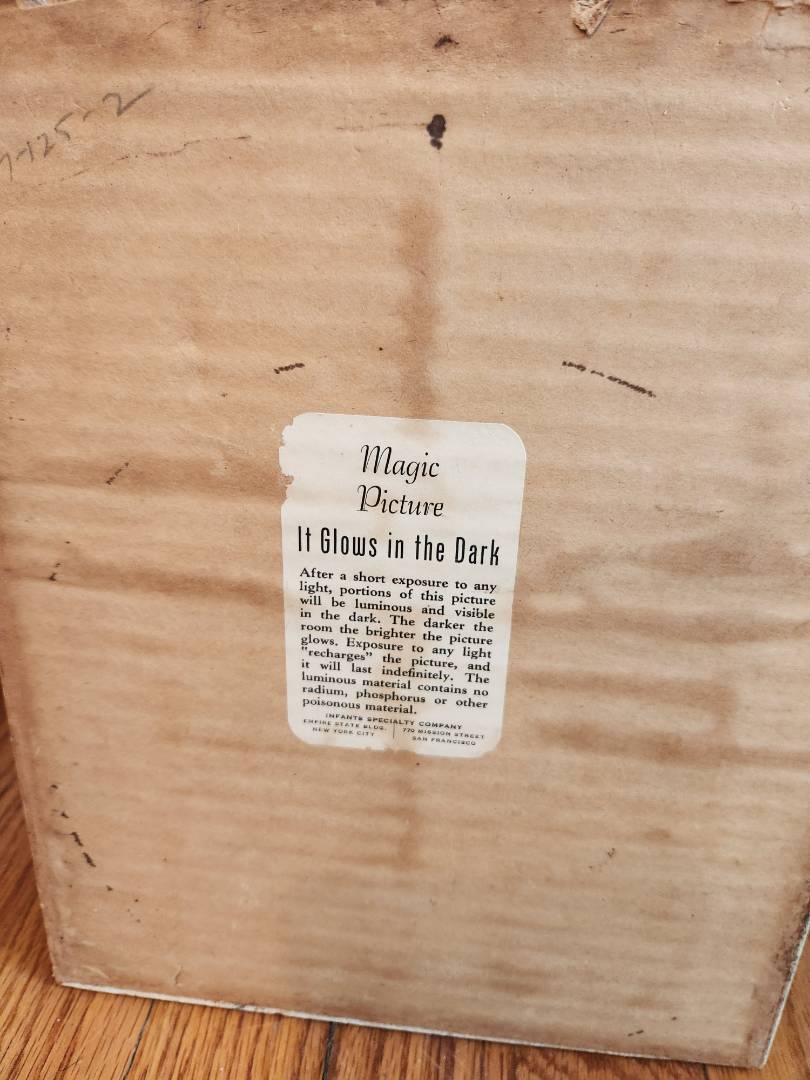 Magic
Picture
It Glows in the Dark
After a short exposure to any
light, portions of this picture
will be luminous and visible
in the dark. The darker the
room the brighter the picture
glows. Exposure to any light
"recharges" the picture, and
it will last indefinitely. The
luminous material contains no
radium, phosphorus or other
poisonous material.
INFANTS SPECIALTY COMPANY
EMPIRE STATE BLDG. 770 MISSION STREET
NEW YORK CITY SAN FRANCISCO